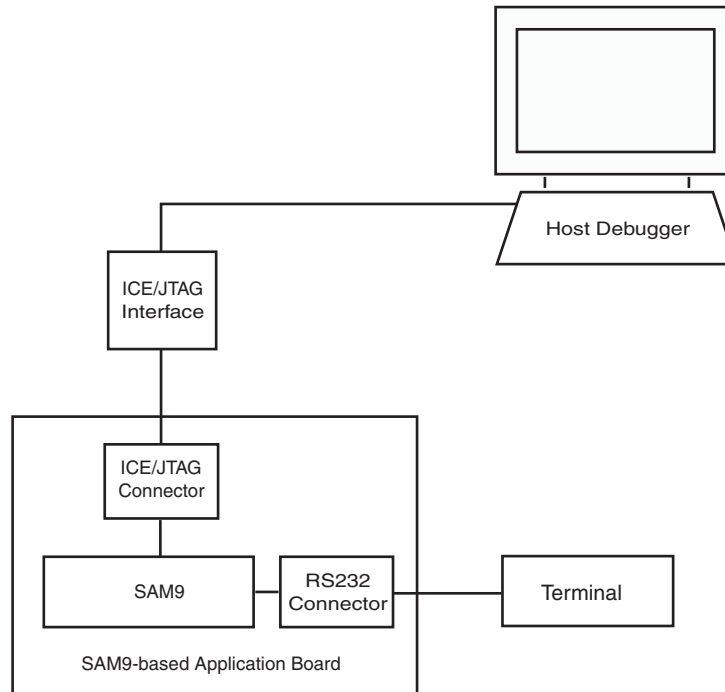 Host Debugger
ICE/JTAG
Interface
ICE/JTAG
Connector
SAM9
RS232
Connector
Terminal
SAM9-based Application Board